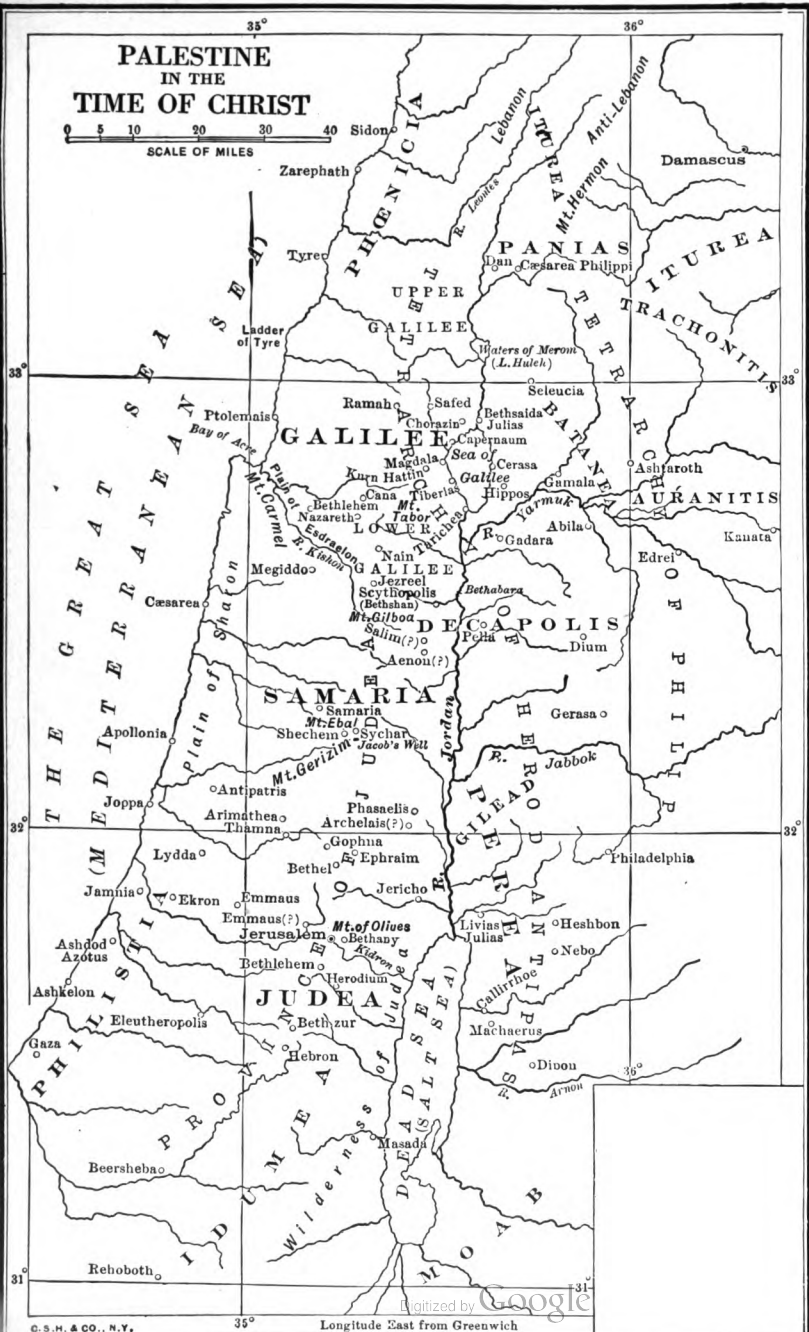 35°
36°
PALESTINE
IN THE
TIME OF CHRIST
0 5 10 20 30 40
SCALE OF MILES
Sidon
Zarephath
PHŒNICIA
Lebanon
ITUREA
Anti-Lebanon
Damascus
R. Leontes
Mt. Hermon
PANIAS
ITUREA
Tyre
Dan
Cæsarea Philippi
UPPER
GALILEE
TRACHONITIS
Ladder
of Tyre
Waters of Merom
(L. Huleh)
33°
33
Seleucia
THE GREAT SEA
(MEDITERRANEAN SEA)
TETRARCHY OF PHILIP
TETRARCHY OF HEROD ANTIPAS
Ramah
Safed
Ptolemais
Bay of Acre
Chorazin
Bethsaida
Julias
BATANEA
GALILEE
Capernaum
Magdala
Sea of
Galilee
Cerasa
Gamala
Ashtaroth
Kurn Hattin
Plain of
Esdraelon
Mt. Carmel
Cana
Tiberias
Hippos
AURANITIS
Bethlehem
Mt.
Tabor
Nazareth
LOWER
GALILEE
Tarichea
R. Yarmuk
Abila
Kanata
R. Kishon
Nain
Gadara
Edrei
Megiddo
Jezreel
Scythopolis
(Bethshan)
Bethabara
Cæsarea
Mt. Gilboa
DECAPOLIS
Salim(?)
Pella
Dium
Aenon(?)
Plain of Sharon
SAMARIA
Samaria
Mt. Ebal
Shechem
Sychar
Jacob's Well
Gerasa
Apollonia
Mt. Gerizim
R. Jordan
R. Jabbok
Antipatris
Joppa
Phasaelis
Archelais(?)
GILEAD
Arimathea
Thamna
32°
32
PEREA
Gophna
Lydda
Ephraim
Bethel
Philadelphia
Jamnia
Ekron
Jericho
Emmaus
Emmaus(?)
Livias
Julias
Heshbon
Mt. of Olives
Jerusalem
Bethany
Ashdod
Azotus
Kidron
Nebo
Bethlehem
Ashkelon
Herodium
JUDEA
Callirrhoe
Eleutheropolis
Bethzur
Machaerus
Gaza
PHILISTIA
Hebron
Dibon
36°
R. Arnon
PROVINCE OF JUDEA
Wilderness of Judea
DEAD SEA
(SALT SEA)
Masada
Beersheba
IDUMEA
MOAB
Rehoboth
31°
31°
35°
Digitized by Google
C.S.H. & CO., N.Y.
Longitude East from Greenwich